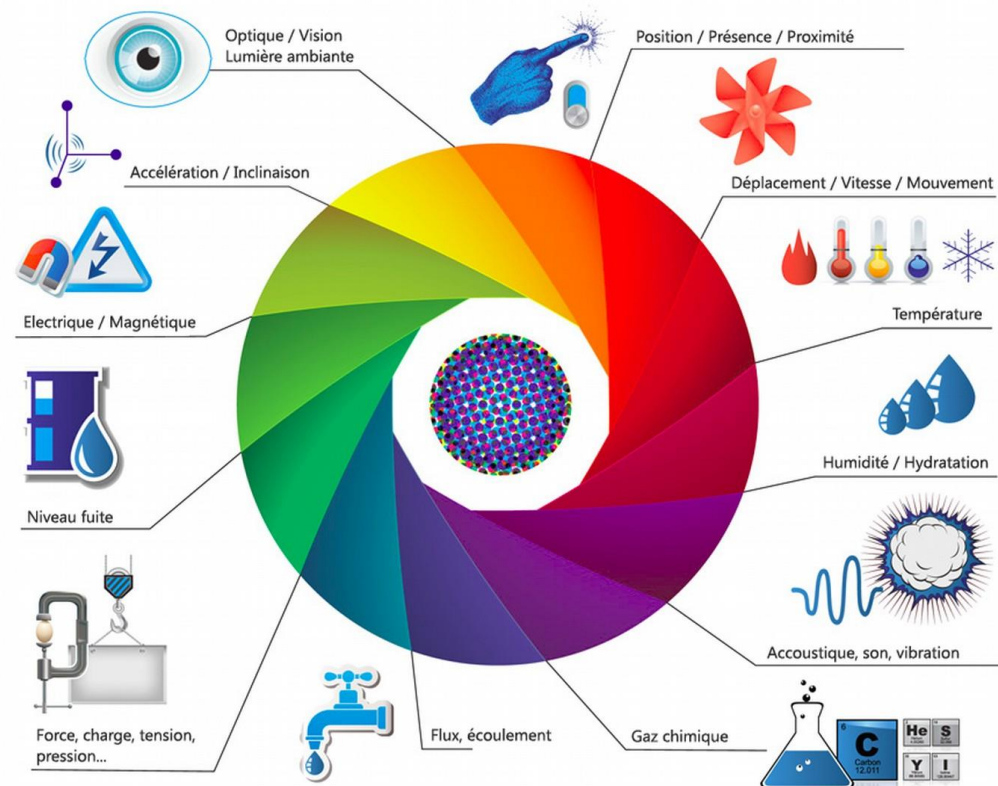 Optique / Vision
Lumière ambiante
Position / Présence / Proximité
Accélération / Inclinaison
Déplacement / Vitesse / Mouvement
Electrique / Magnétique
Température
Humidité / Hydratation
Niveau fuite
Accoustique, son, vibration
Force, charge, tension,
pression...
Flux, écoulement
Gaz chimique
6
C
Carbon
12.011
He
S
Y
I